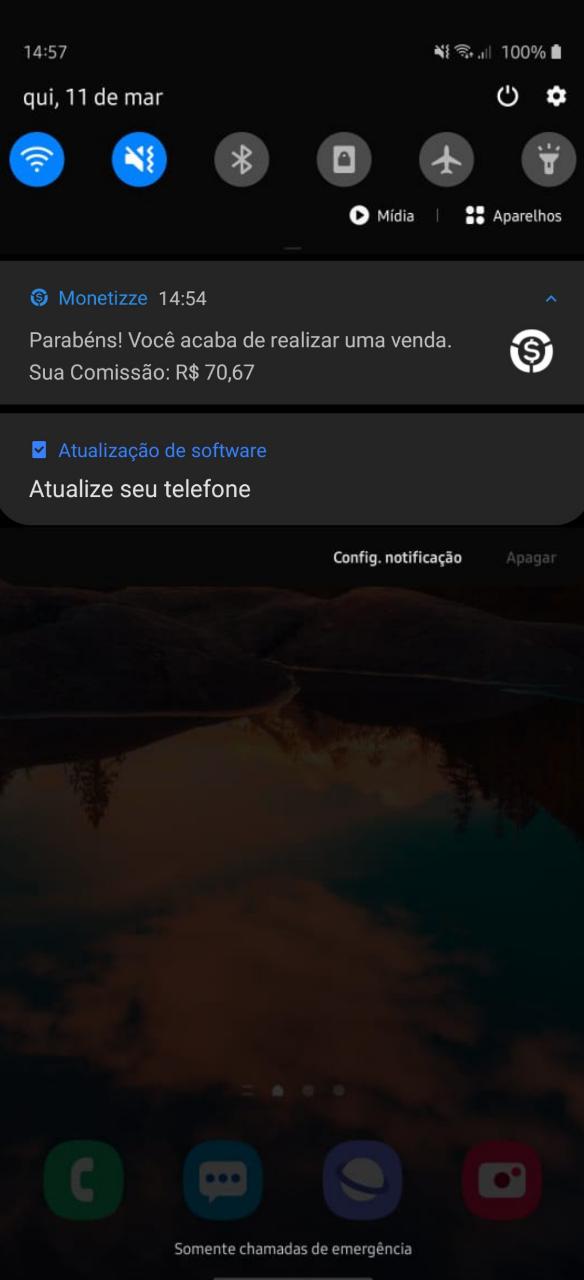 14:57
100%
qui, 11 de mar
Mídia
Aparelhos
Monetizze 14:54
Parabéns! Você acaba de realizar uma venda.
Sua Comissão: R$ 70,67
Atualização de software
Atualize seu telefone
Config. notificação
Apagar
Somente chamadas de emergência